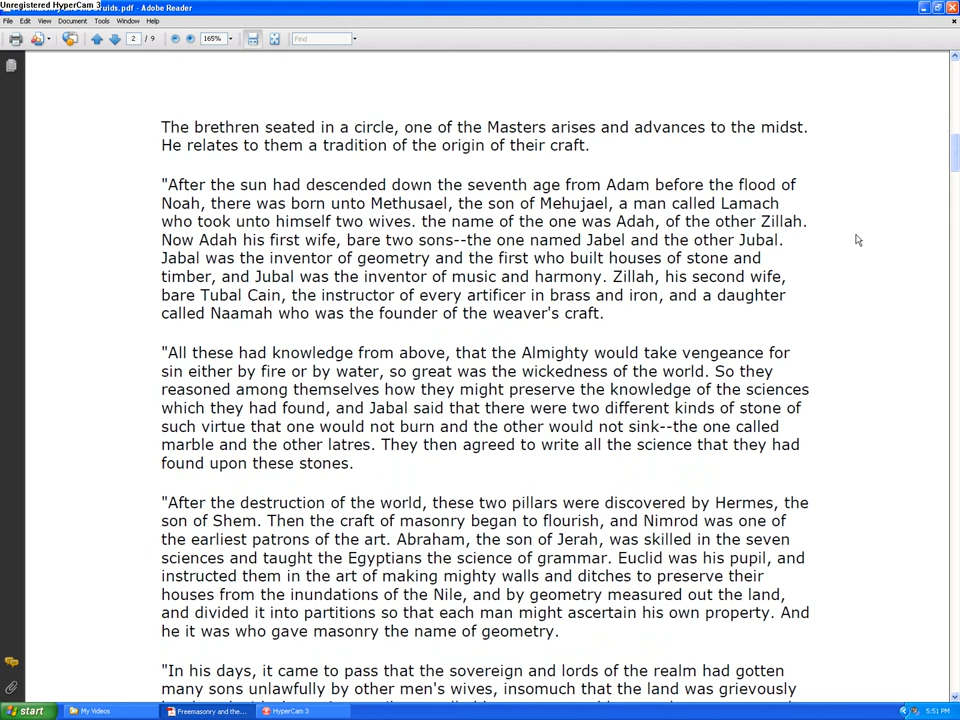 Unregistered HyperCam 3
uids.pdf - Adobe Reader
File Edit View Document Tools Window Help
2 / 9 165% Find
The brethren seated in a circle, one of the Masters arises and advances to the midst.
He relates to them a tradition of the origin of their craft.
"After the sun had descended down the seventh age from Adam before the flood of
Noah, there was born unto Methusael, the son of Mehujael, a man called Lamach
who took unto himself two wives. the name of the one was Adah, of the other Zillah.
Now Adah his first wife, bare two sons--the one named Jabel and the other Jubal.
Jabal was the inventor of geometry and the first who built houses of stone and
timber, and Jubal was the inventor of music and harmony. Zillah, his second wife,
bare Tubal Cain, the instructor of every artificer in brass and iron, and a daughter
called Naamah who was the founder of the weaver's craft.
"All these had knowledge from above, that the Almighty would take vengeance for
sin either by fire or by water, so great was the wickedness of the world. So they
reasoned among themselves how they might preserve the knowledge of the sciences
which they had found, and Jabal said that there were two different kinds of stone of
such virtue that one would not burn and the other would not sink--the one called
marble and the other latres. They then agreed to write all the science that they had
found upon these stones.
"After the destruction of the world, these two pillars were discovered by Hermes, the
son of Shem. Then the craft of masonry began to flourish, and Nimrod was one of
the earliest patrons of the art. Abraham, the son of Jerah, was skilled in the seven
sciences and taught the Egyptians the science of grammar. Euclid was his pupil, and
instructed them in the art of making mighty walls and ditches to preserve their
houses from the inundations of the Nile, and by geometry measured out the land,
and divided it into partitions so that each man might ascertain his own property. And
he it was who gave masonry the name of geometry.
"In his days, it came to pass that the sovereign and lords of the realm had gotten
many sons unlawfully by other men's wives, insomuch that the land was grievously
start My Videos Freemasonry and the... HyperCam 3 5:51 PM